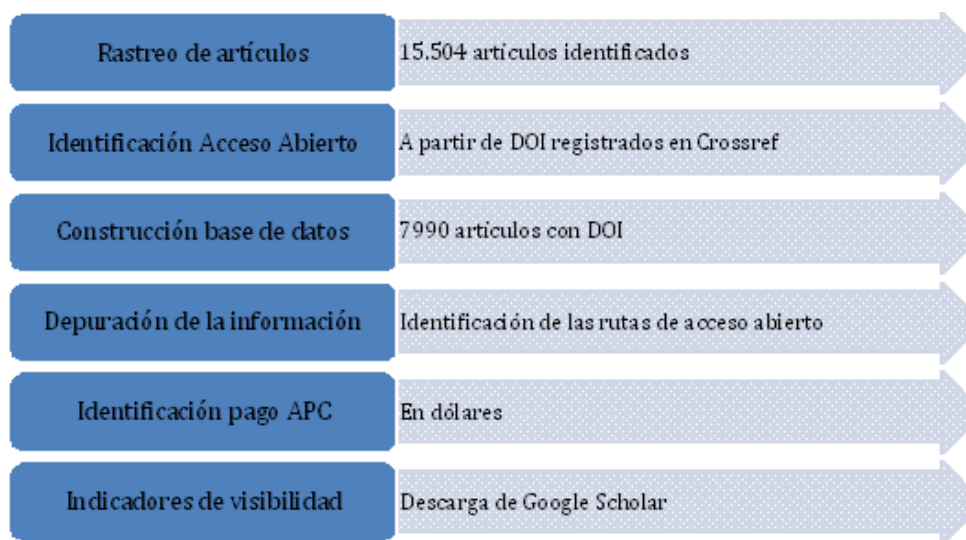 Rastreo de artículos
15.504 artículos identificados
Identificación Acceso Abierto
A partir de DOI registrados en Crossref
Construcción base de datos
7990 artículos con DOI
Depuración de la información
Identificación de las rutas de acceso abierto
Identificación pago APC
En dólares
Indicadores de visibilidad
Descarga de Google Scholar